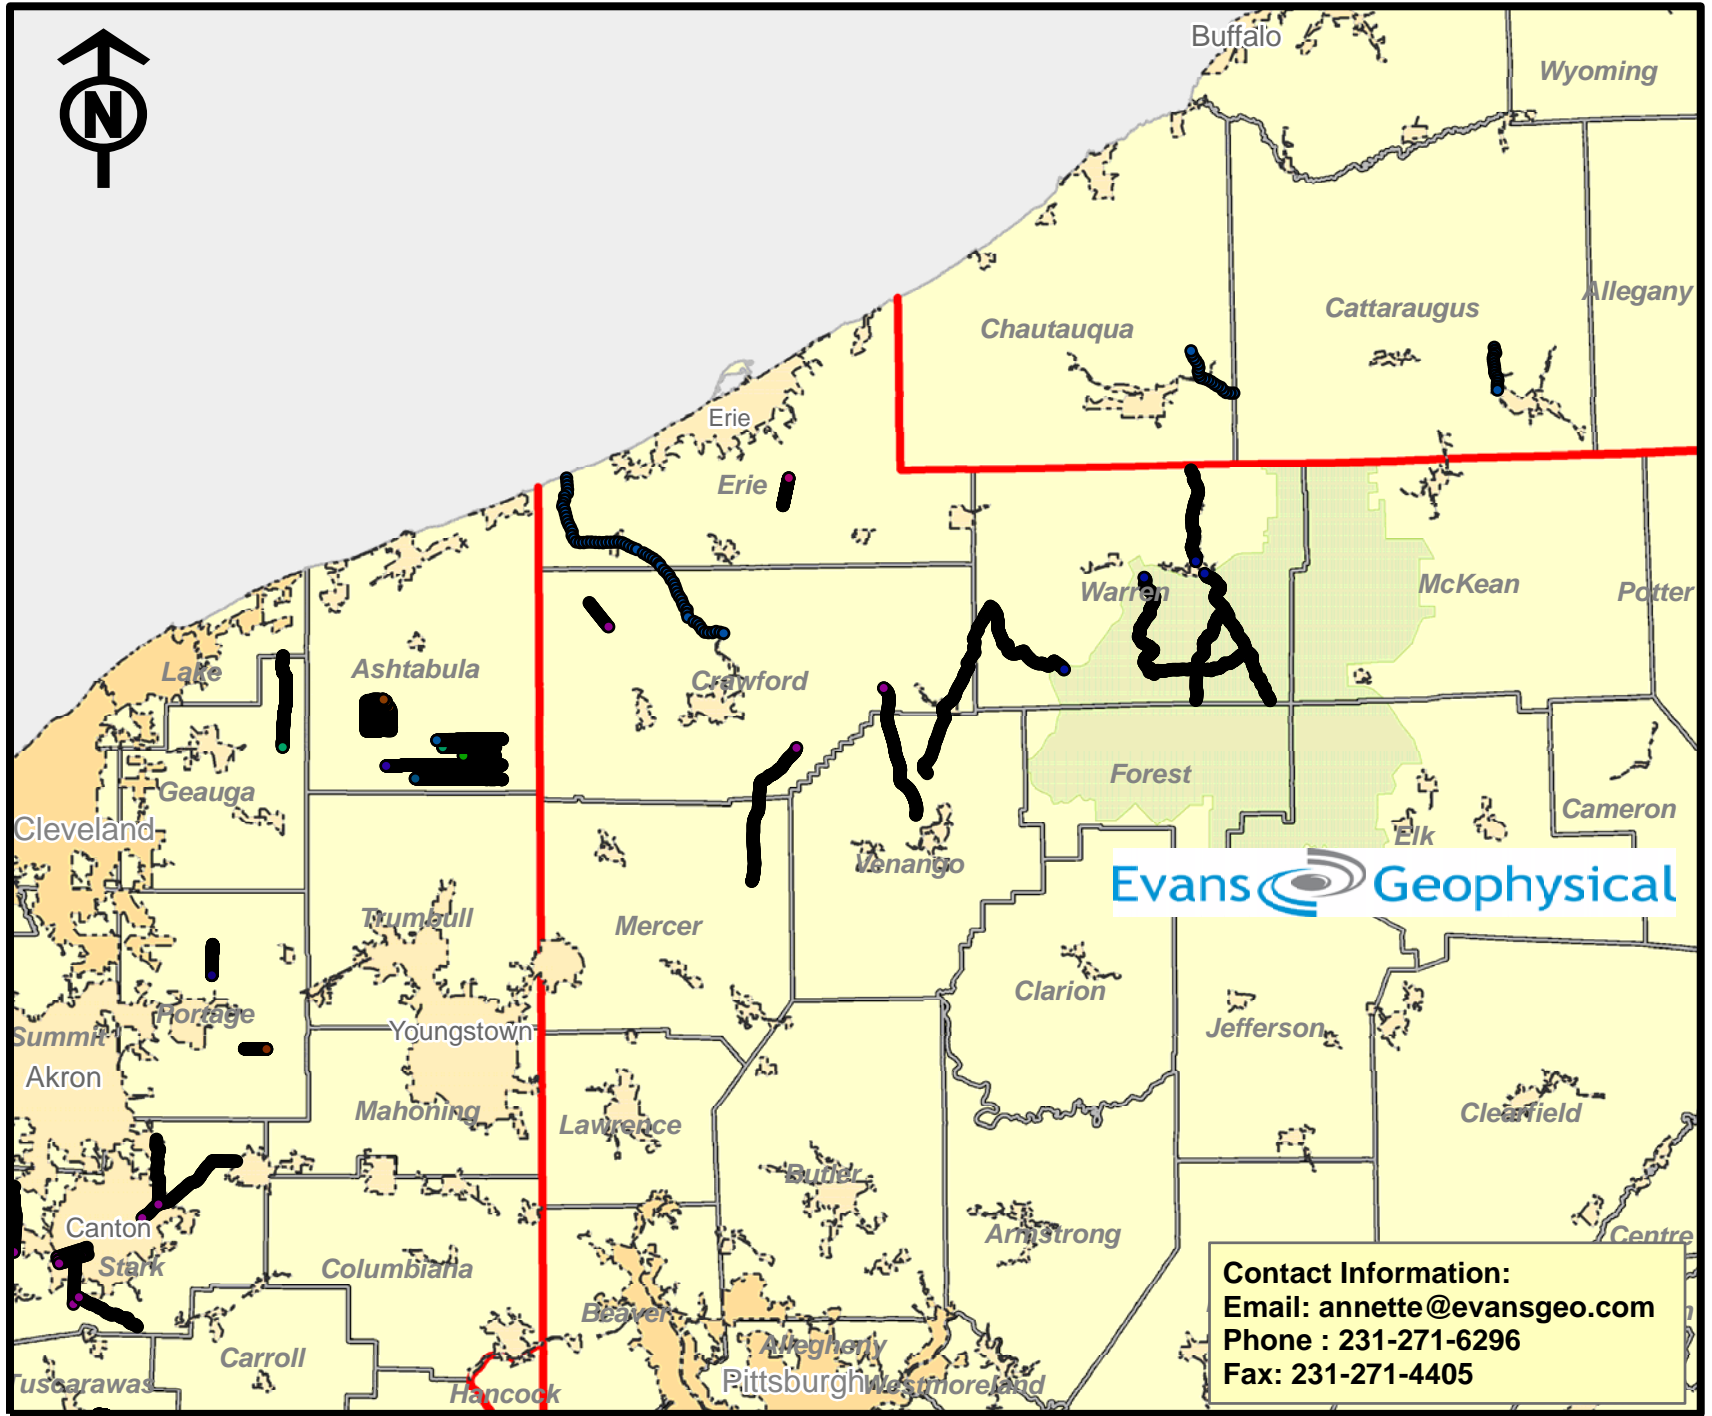 N
Buffalo
Wyoming
Allegany
Cattaraugus
Chautauqua
Erie
Erie
Warren
McKean
Potter
Lake
Ashtabula
Crawford
Forest
Geauga
Cameron
Cleveland
Elk
Venango
Evans Geophysical
Trumbull
Mercer
Clarion
Portage
Jefferson
Youngstown
Summit
Akron
Mahoning
Lawrence
Clearfield
Butler
Canton
Armstrong
Centre
Stark
Columbiana
Beaver
Allegheny
Carroll
Pittsburgh
Westmoreland
Tuscarawas
Hancock
Contact Information:
Email: annette@evansgeo.com
Phone : 231-271-6296
Fax: 231-271-4405